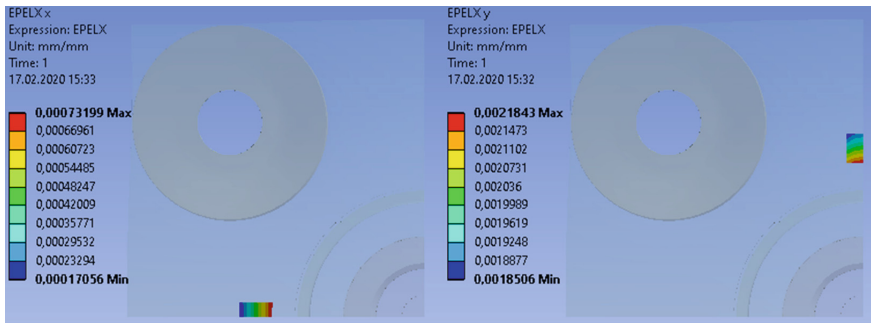 EPELX x
Expression: EPELX
Unit: mm/mm
Time: 1
17.02.2020 15:33
0,00073199 Max
0,00066961
0,00060723
0,00054485
0,00048247
0,00042009
0,00035771
0,00029532
0,00023294
0,00017056 Min
EPELX y
Expression: EPELX
Unit: mm/mm
Time: 1
17.02.2020 15:32
0,0021843 Max
0,0021473
0,0021102
0,0020731
0,002036
0,0019989
0,0019619
0,0019248
0,0018877
0,0018506 Min